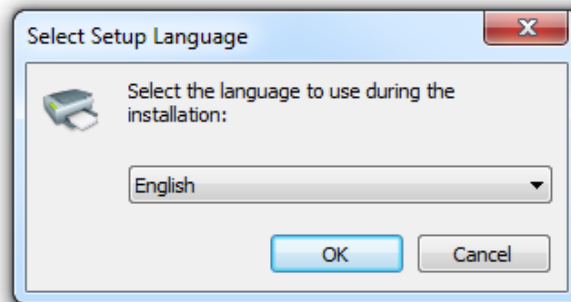 Select Setup Language
Select the language to use during the
installation:
English
OK
Cancel